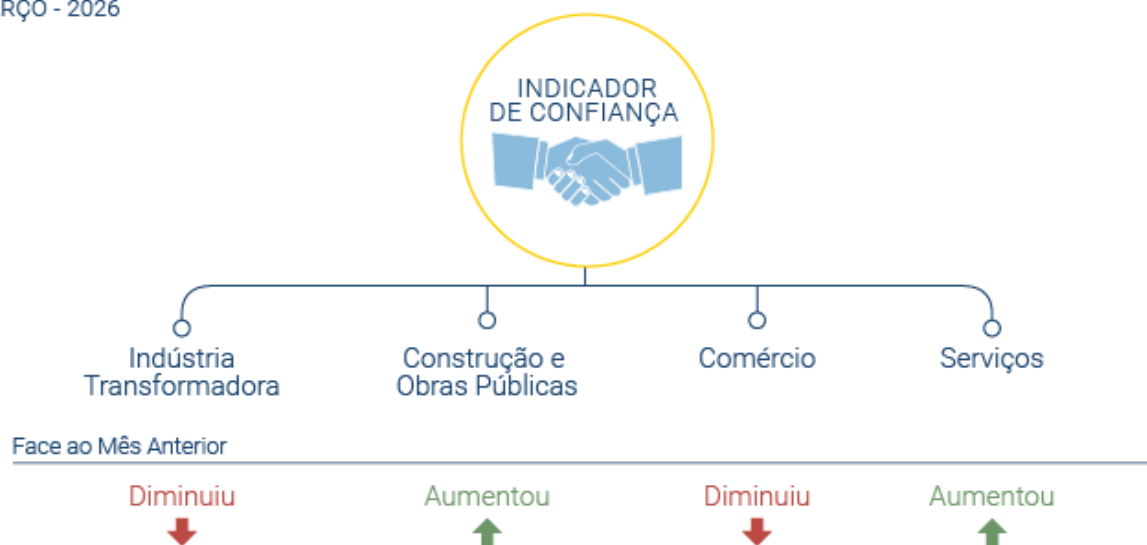 RÇO - 2026
INDICADOR
DE CONFIANÇA
Indústria
Transformadora
Construção e
Obras Públicas
Comércio
Serviços
Face ao Mês Anterior
Diminuiu
Aumentou
Diminuiu
Aumentou